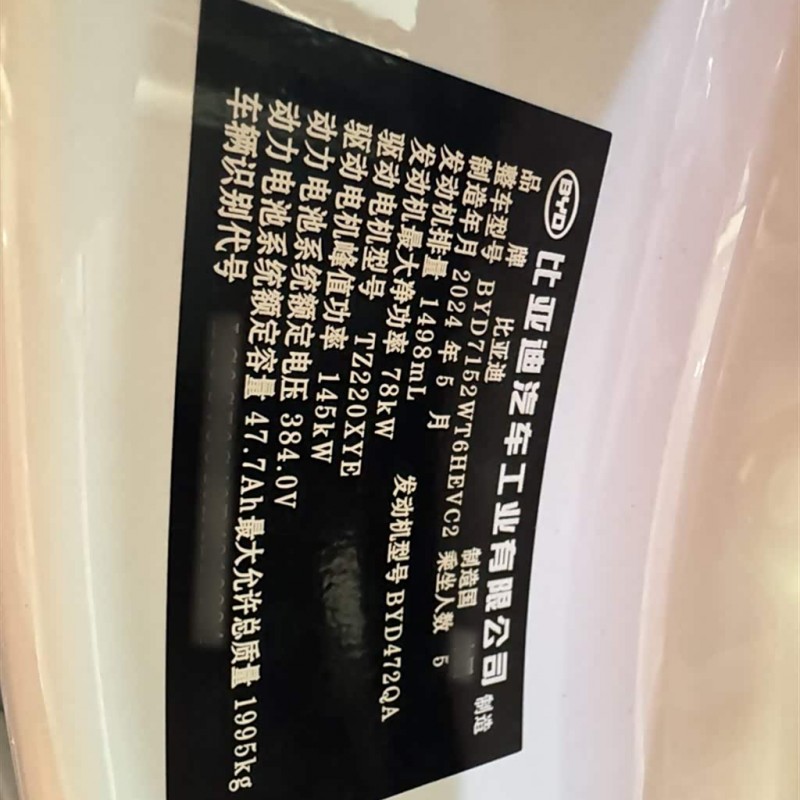 BYD 比亚迪汽车工业有限公司 制造
品牌 比亚迪 制造国
整车型号 BYD7152WT6HEVC2 乘坐人数 5
制造年月 2024 年 5 月
发动机排量 1498mL 发动机型号 BYD472QA
发动机最大净功率 78kW
驱动电机型号 TZ220XYE
驱动电机峰值功率 145kW
动力电池系统额定电压 384.0V
动力电池系统额定容量 47.7Ah 最大允许总质量 1995kg
车辆识别代号